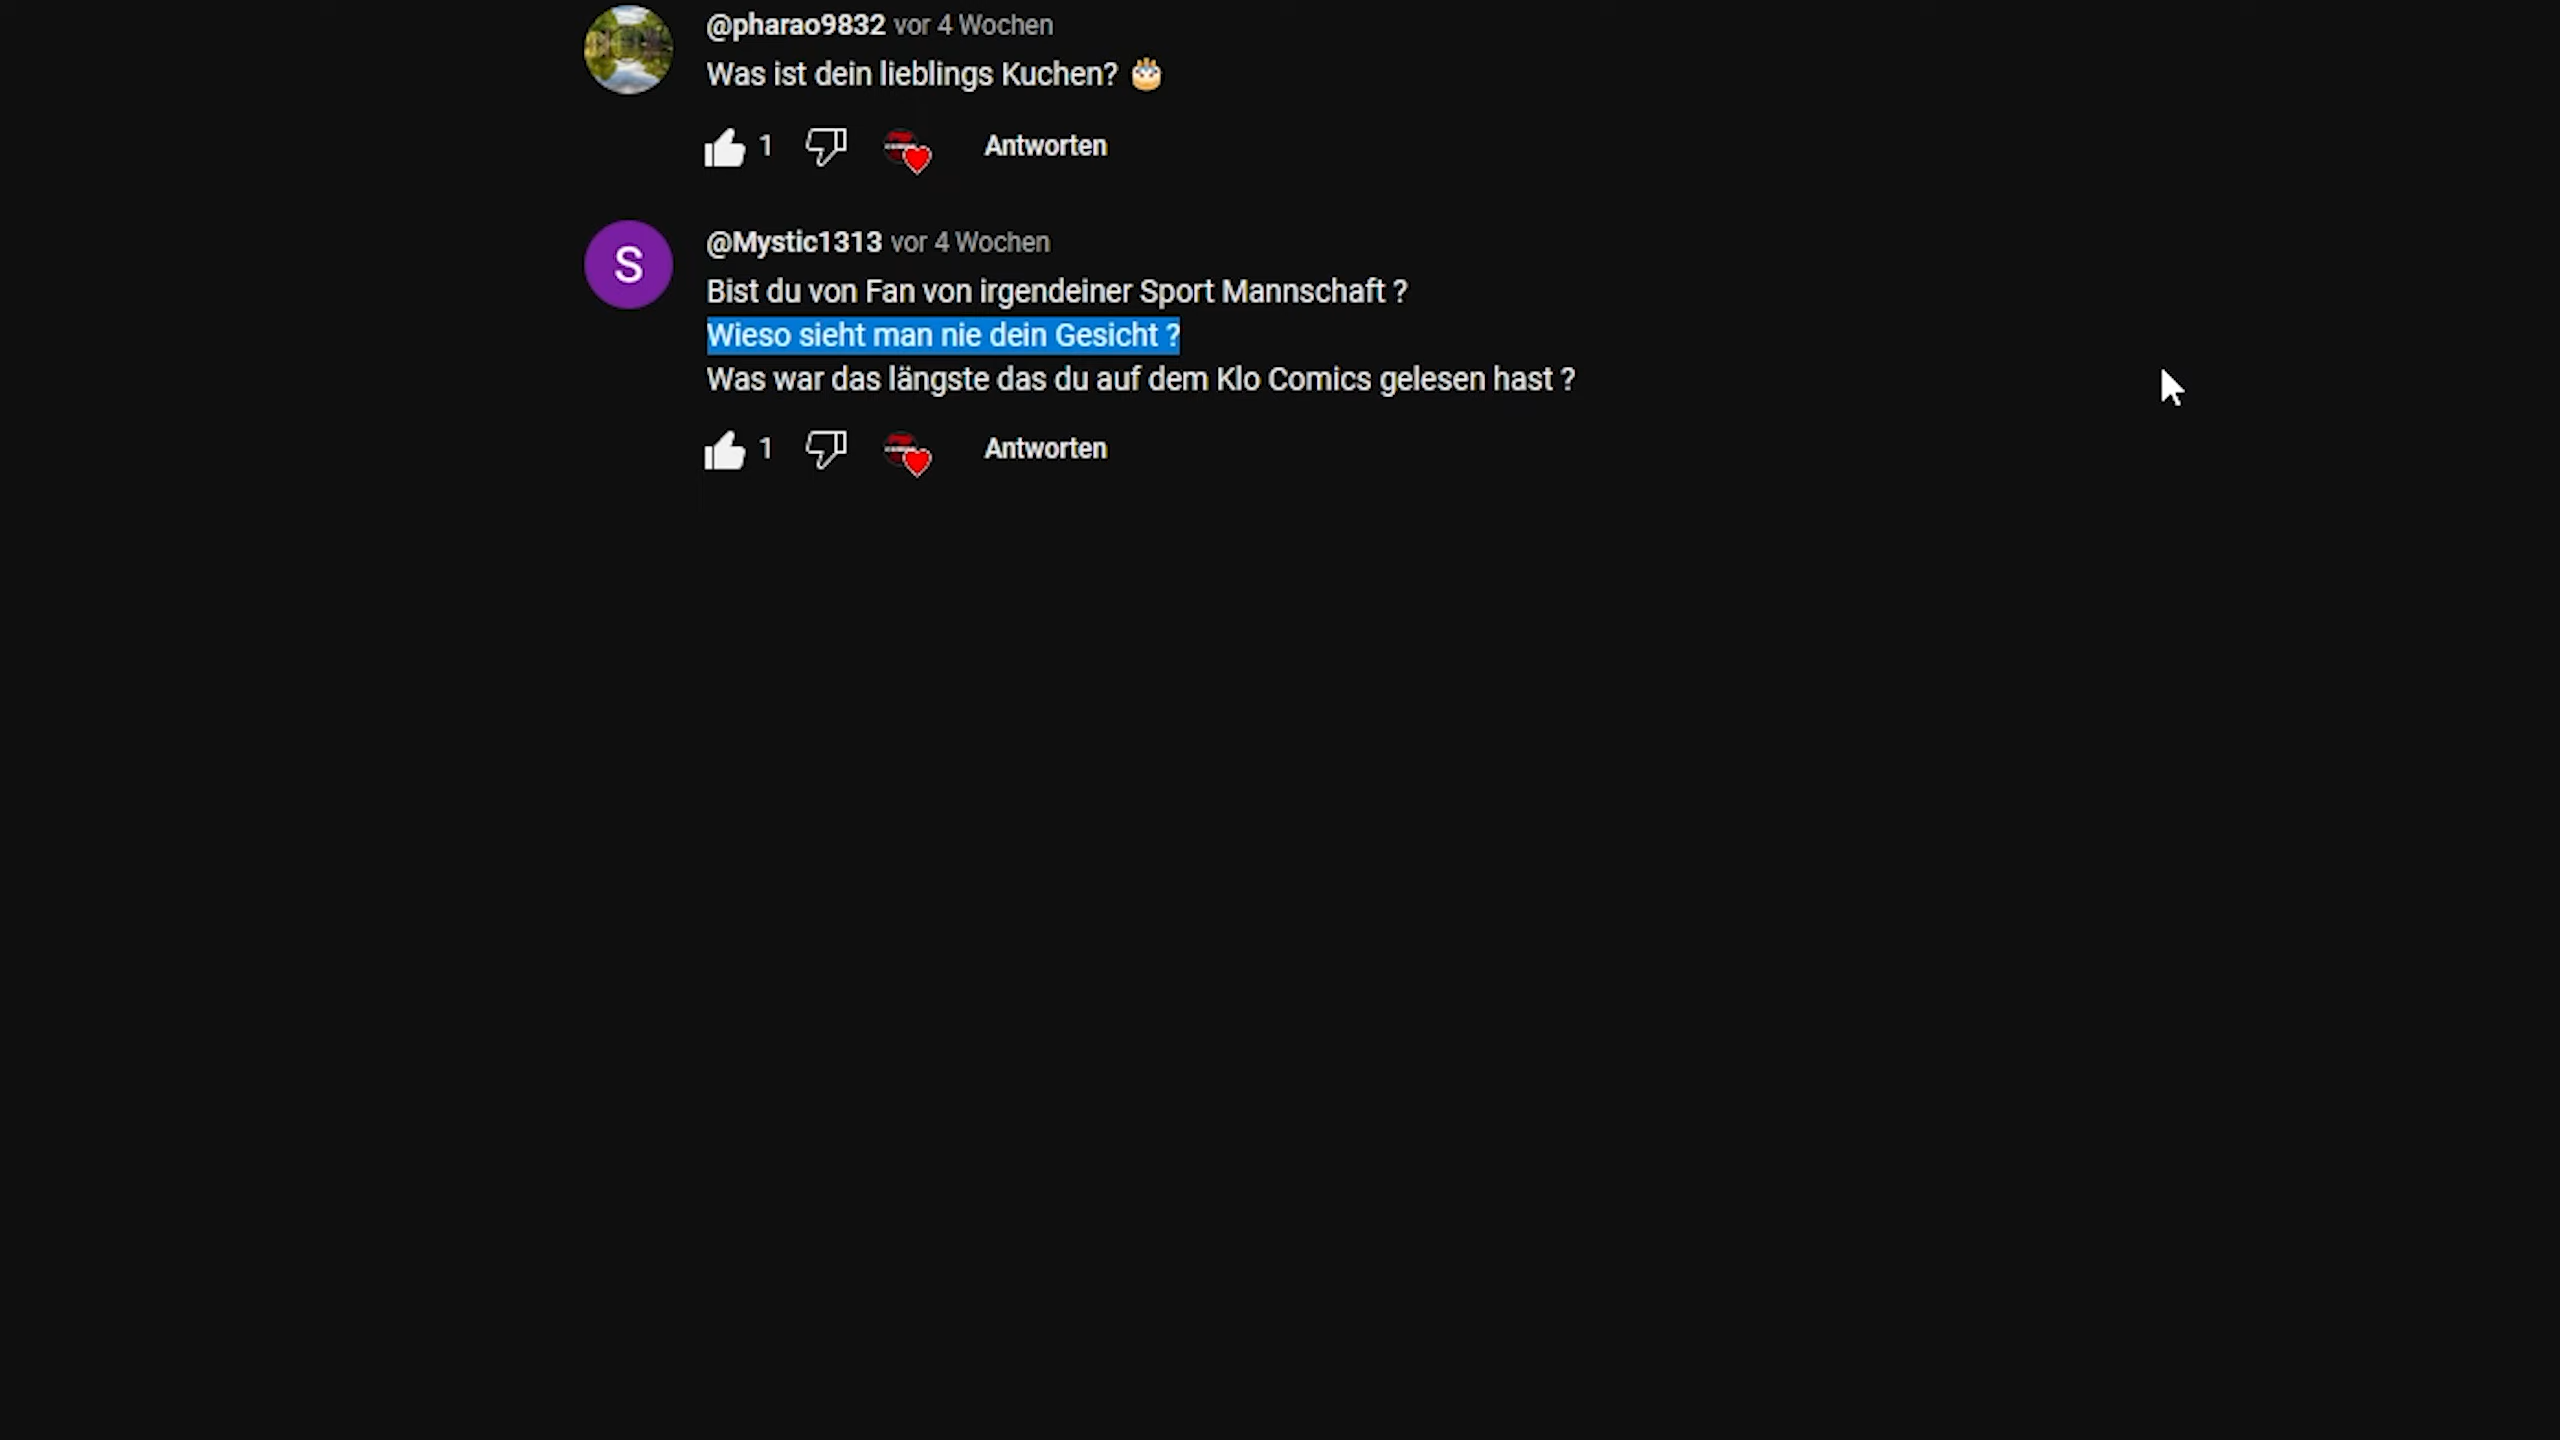 @pharao9832 vor 4 Wochen
Was ist dein lieblings Kuchen? 🎂
1 Antworten
S
@Mystic1313 vor 4 Wochen
Bist du von Fan von irgendeiner Sport Mannschaft ?
Wieso sieht man nie dein Gesicht ?
Was war das längste das du auf dem Klo Comics gelesen hast ?
1 Antworten